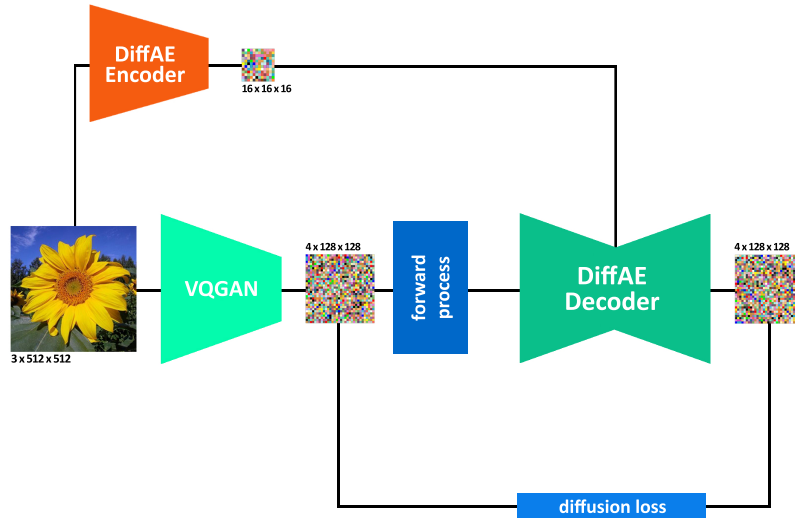 DiffAE
Encoder
16 x 16 x 16
3 x 512 x 512
VQGAN
4 x 128 x 128
forward
process
DiffAE
Decoder
4 x 128 x 128
diffusion loss